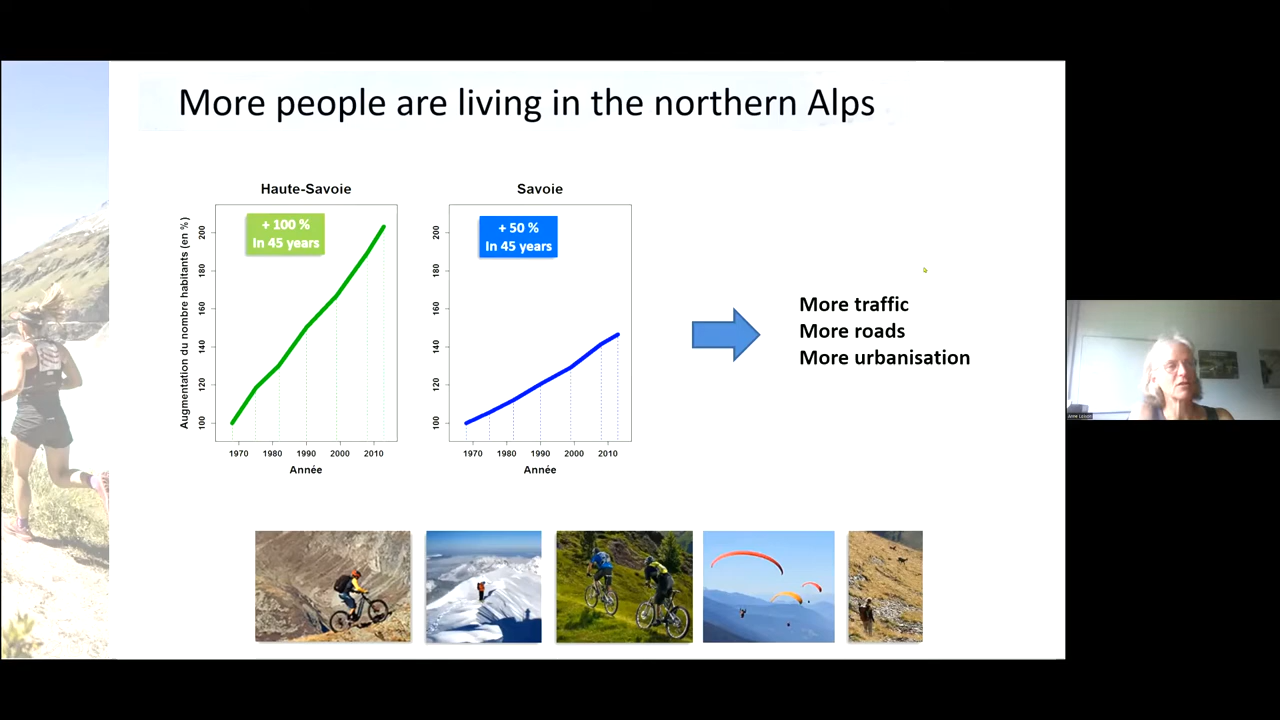 More people are living in the northern Alps
Haute-Savoie
+ 100 %
In 45 years
Augmentation du nombre habitants (en %)
200
180
160
140
120
100
1970 1980 1990 2000 2010
Année
Savoie
+ 50 %
In 45 years
200
180
160
140
120
100
1970 1980 1990 2000 2010
Année
More traffic
More roads
More urbanisation
Anne